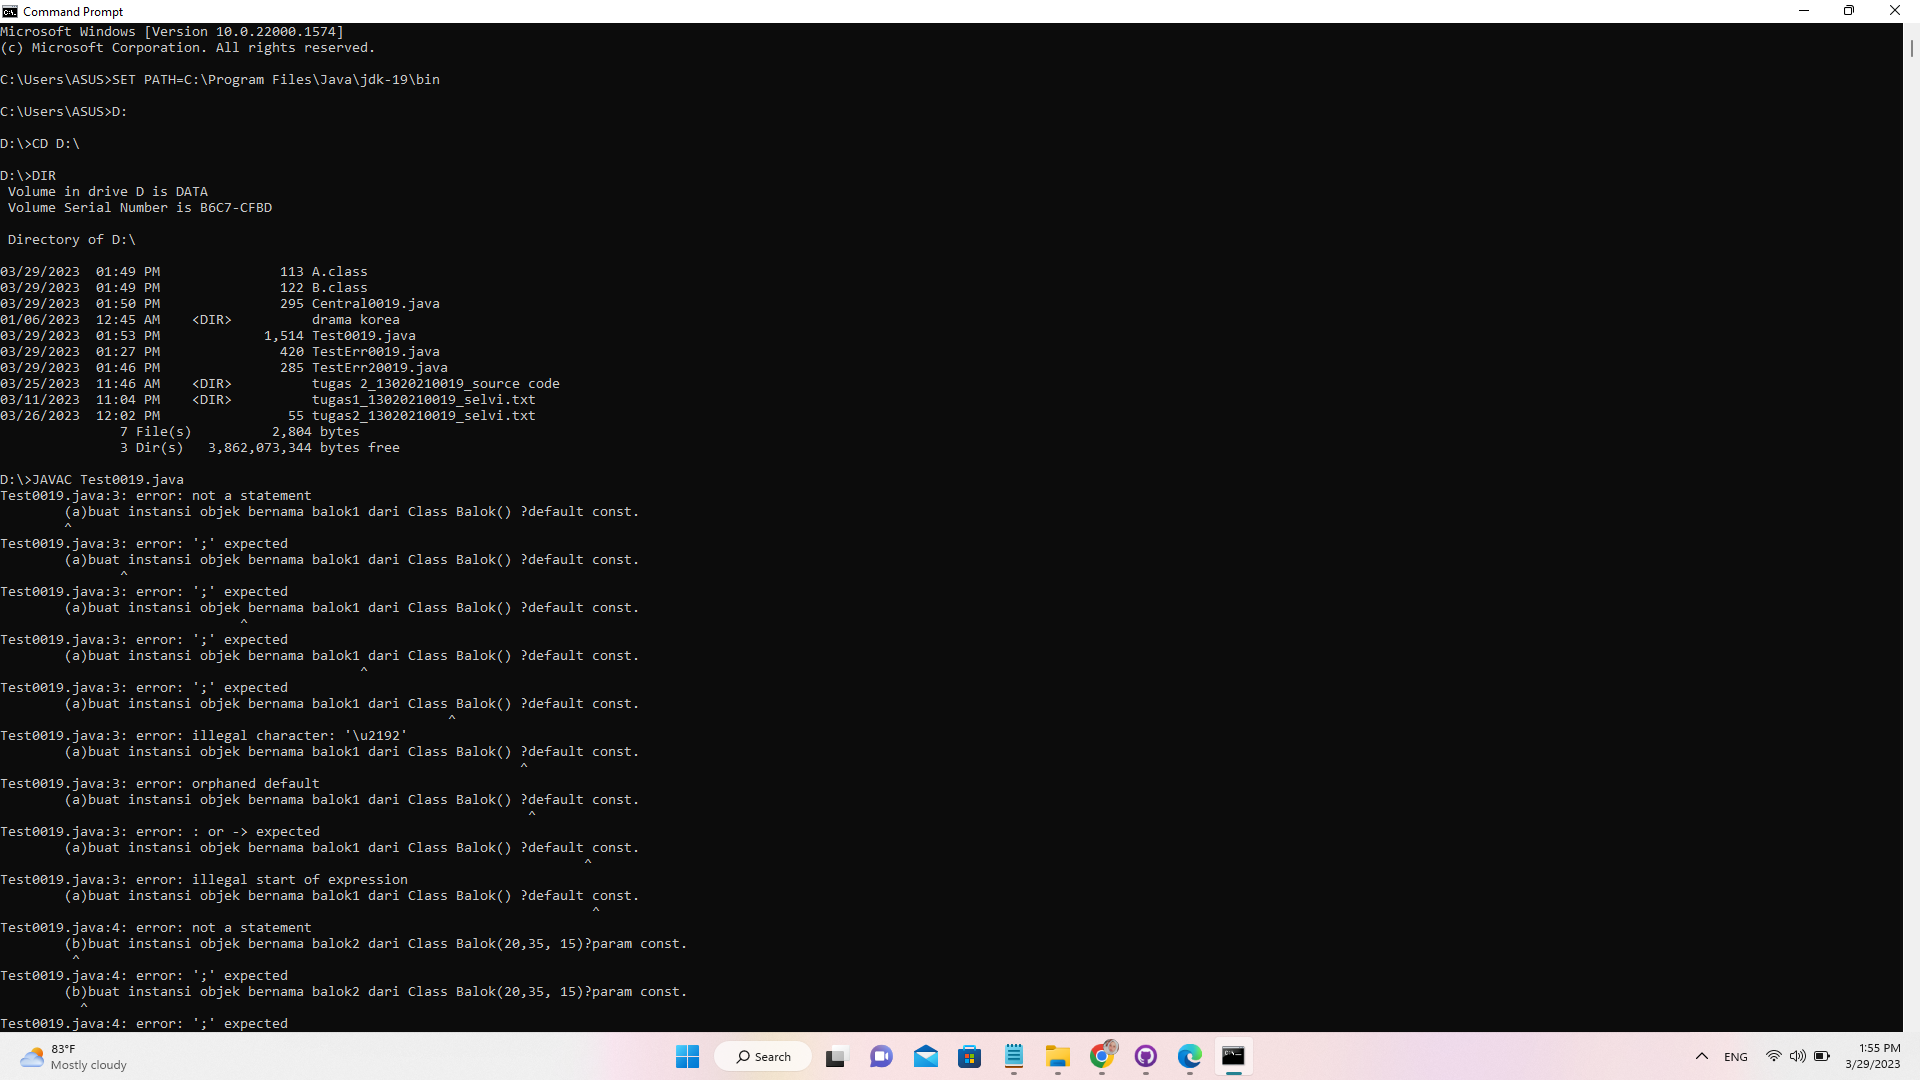 Command Prompt
Microsoft Windows [Version 10.0.22000.1574]
(c) Microsoft Corporation. All rights reserved.
C:\Users\ASUS>SET PATH=C:\Program Files\Java\jdk-19\bin
C:\Users\ASUS>D:
D:\>CD D:\
D:\>DIR
 Volume in drive D is DATA
 Volume Serial Number is B6C7-CFBD
 Directory of D:\
03/29/2023  01:49 PM               113 A.class
03/29/2023  01:49 PM               122 B.class
03/29/2023  01:50 PM               295 Central0019.java
01/06/2023  12:45 AM    <DIR>          drama korea
03/29/2023  01:53 PM             1,514 Test0019.java
03/29/2023  01:27 PM               420 TestErr0019.java
03/29/2023  01:46 PM               285 TestErr20019.java
03/25/2023  11:46 AM    <DIR>          tugas 2_13020210019_source code
03/11/2023  11:04 PM    <DIR>          tugas1_13020210019_selvi.txt
03/26/2023  12:02 PM                55 tugas2_13020210019_selvi.txt
               7 File(s)          2,804 bytes
               3 Dir(s)   3,862,073,344 bytes free
D:\>JAVAC Test0019.java
Test0019.java:3: error: not a statement
        (a)buat instansi objek bernama balok1 dari Class Balok() ?default const.
        ^
Test0019.java:3: error: ';' expected
        (a)buat instansi objek bernama balok1 dari Class Balok() ?default const.
               ^
Test0019.java:3: error: ';' expected
        (a)buat instansi objek bernama balok1 dari Class Balok() ?default const.
                              ^
Test0019.java:3: error: ';' expected
        (a)buat instansi objek bernama balok1 dari Class Balok() ?default const.
                                             ^
Test0019.java:3: error: ';' expected
        (a)buat instansi objek bernama balok1 dari Class Balok() ?default const.
                                                        ^
Test0019.java:3: error: illegal character: '\u2192'
        (a)buat instansi objek bernama balok1 dari Class Balok() ?default const.
                                                                 ^
Test0019.java:3: error: orphaned default
        (a)buat instansi objek bernama balok1 dari Class Balok() ?default const.
                                                                  ^
Test0019.java:3: error: : or -> expected
        (a)buat instansi objek bernama balok1 dari Class Balok() ?default const.
                                                                         ^
Test0019.java:3: error: illegal start of expression
        (a)buat instansi objek bernama balok1 dari Class Balok() ?default const.
                                                                          ^
Test0019.java:4: error: not a statement
        (b)buat instansi objek bernama balok2 dari Class Balok(20,35, 15)?param const.
         ^
Test0019.java:4: error: ';' expected
        (b)buat instansi objek bernama balok2 dari Class Balok(20,35, 15)?param const.
          ^
Test0019.java:4: error: ';' expected
83°F
Mostly cloudy
Search
ENG
1:55 PM
3/29/2023